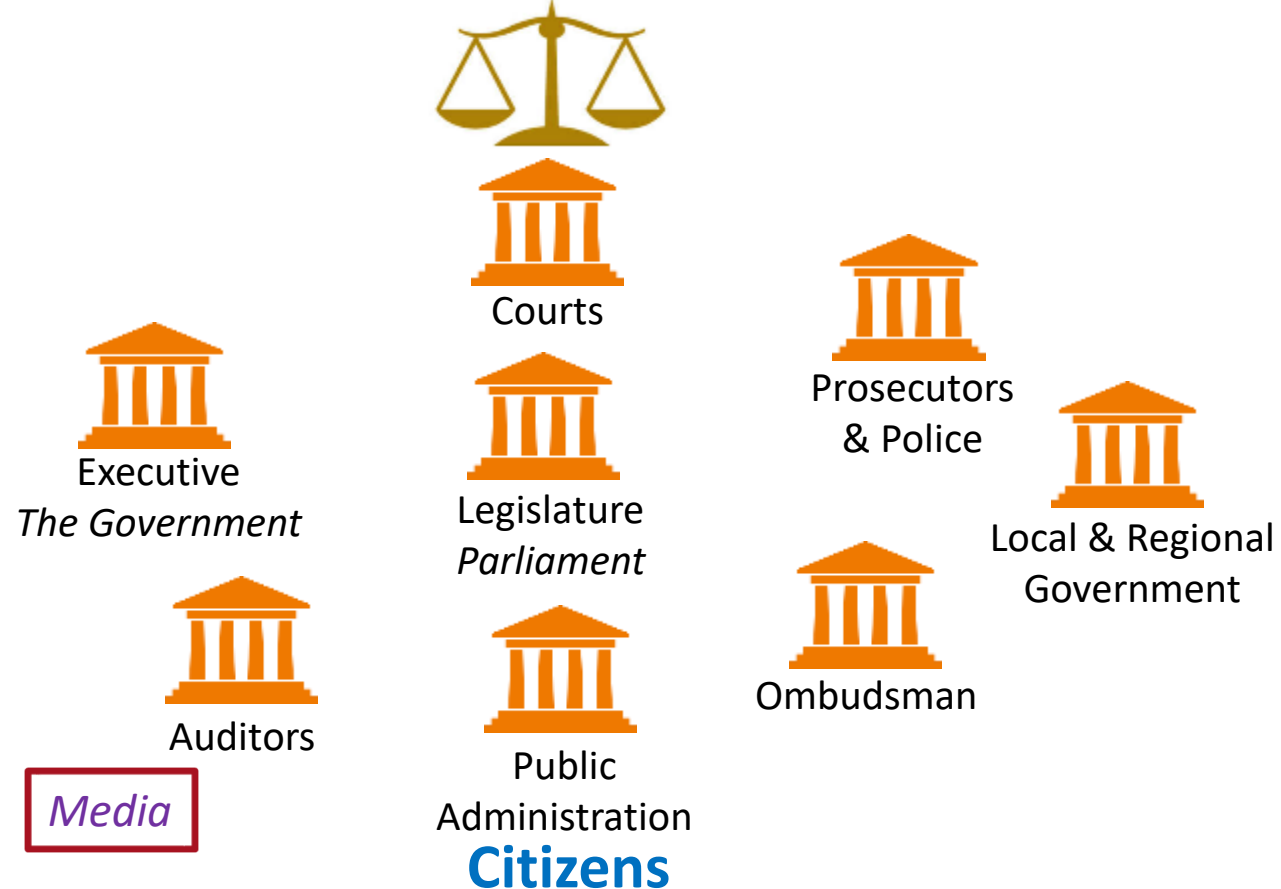 Courts
Prosecutors
& Police
Executive
The Government
Legislature
Parliament
Local & Regional
Government
Ombudsman
Auditors
Public
Administration
Media
Citizens